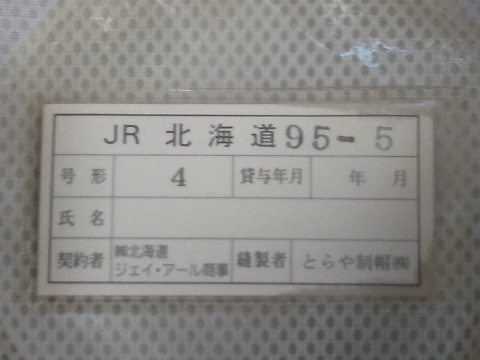 JR 北海道 95-5
号形 4 貸与年月 年 月
氏名
契約者 ㈱北海道 ジェイ・アール商事 縫製者 とらや制帽㈱